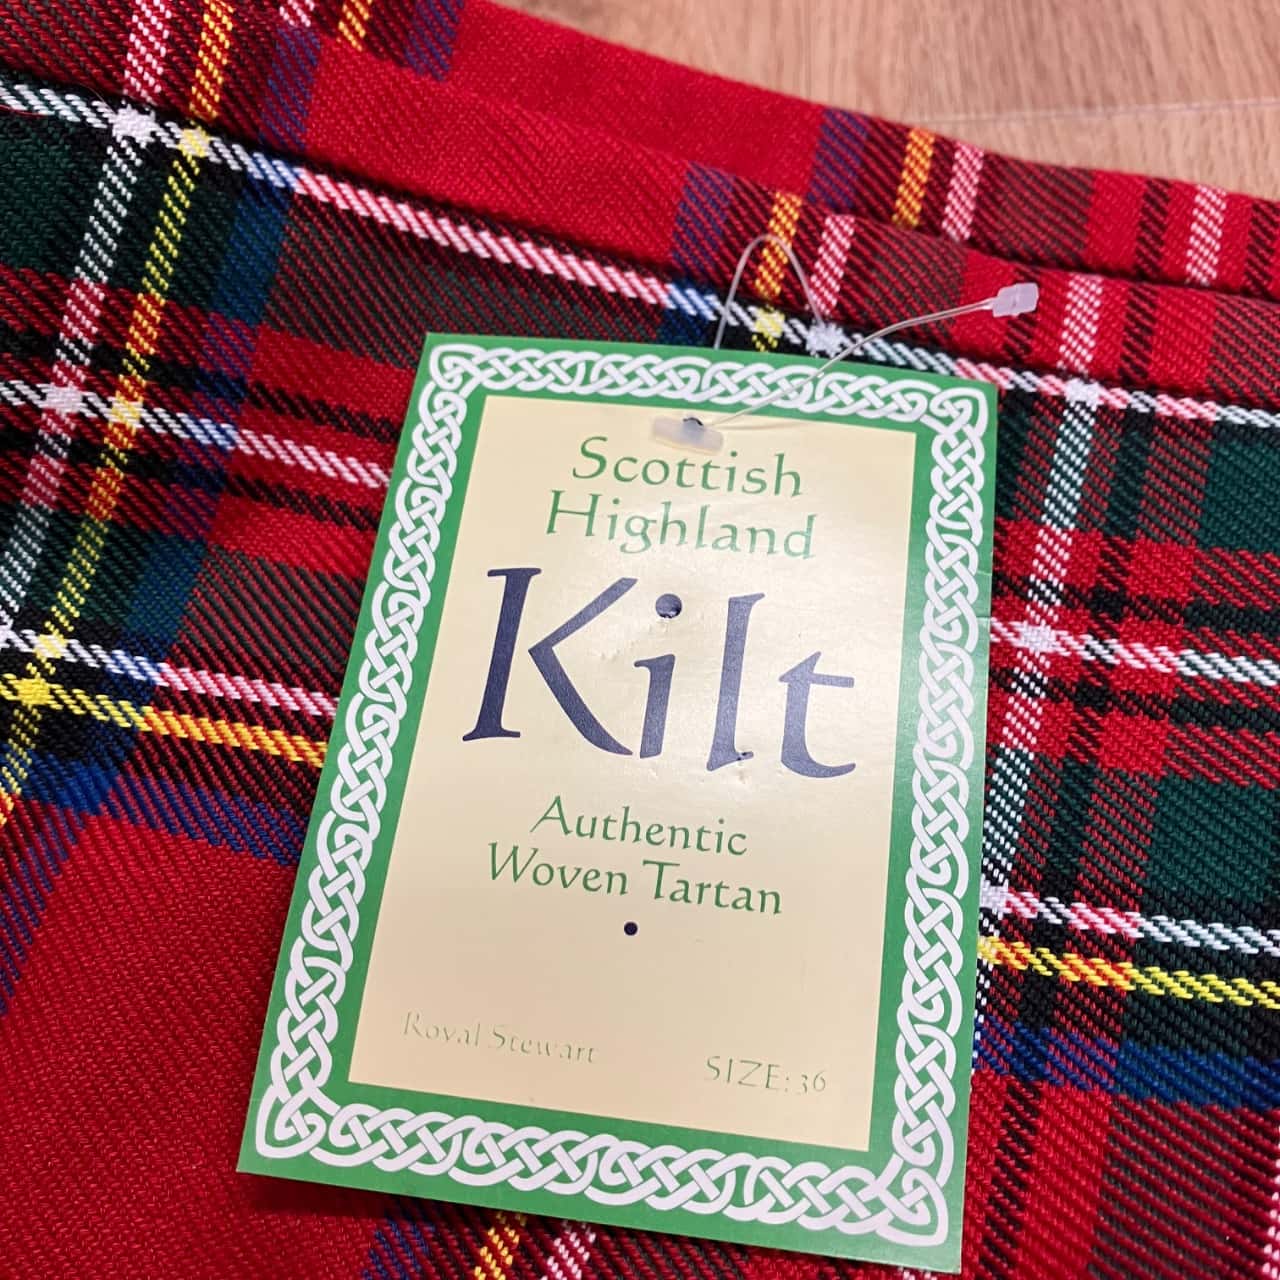 Scottish
Highland
Kilt
Authentic
Woven Tartan
Royal Stewart
SIZE: 36